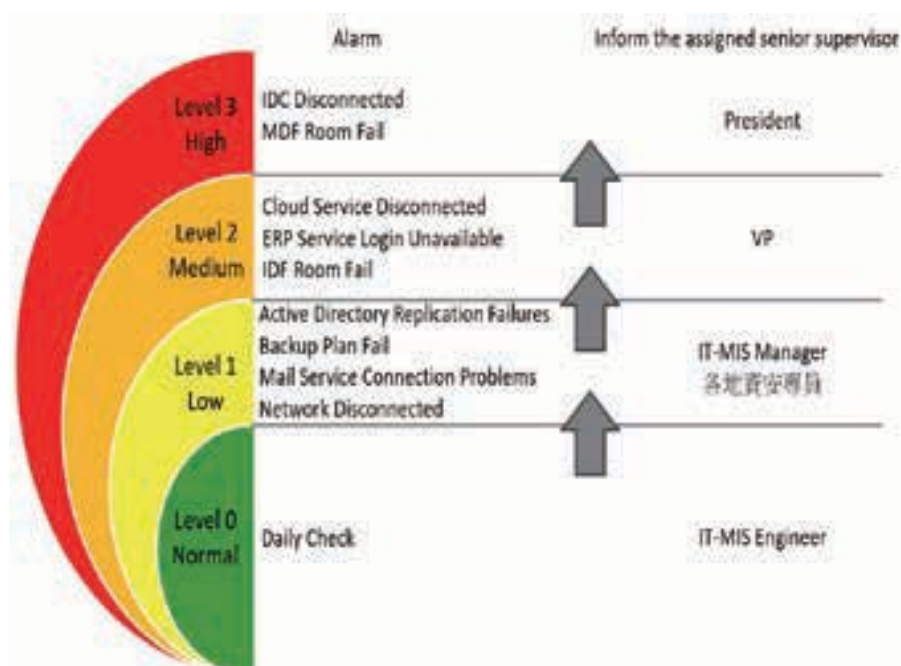 Alarm
Inform the assigned senior supervisor
Level 3
High
IDC Disconnected
MDF Room Fail
President
Level 2
Medium
Cloud Service Disconnected
ERP Service Login Unavailable
IDF Room Fail
VP
Level 1
Low
Active Directory Replication Failures
Backup Plan Fail
Mail Service Connection Problems
Network Disconnected
IT-MIS Manager
各地資安專員
Level 0
Normal
Daily Check
IT-MIS Engineer